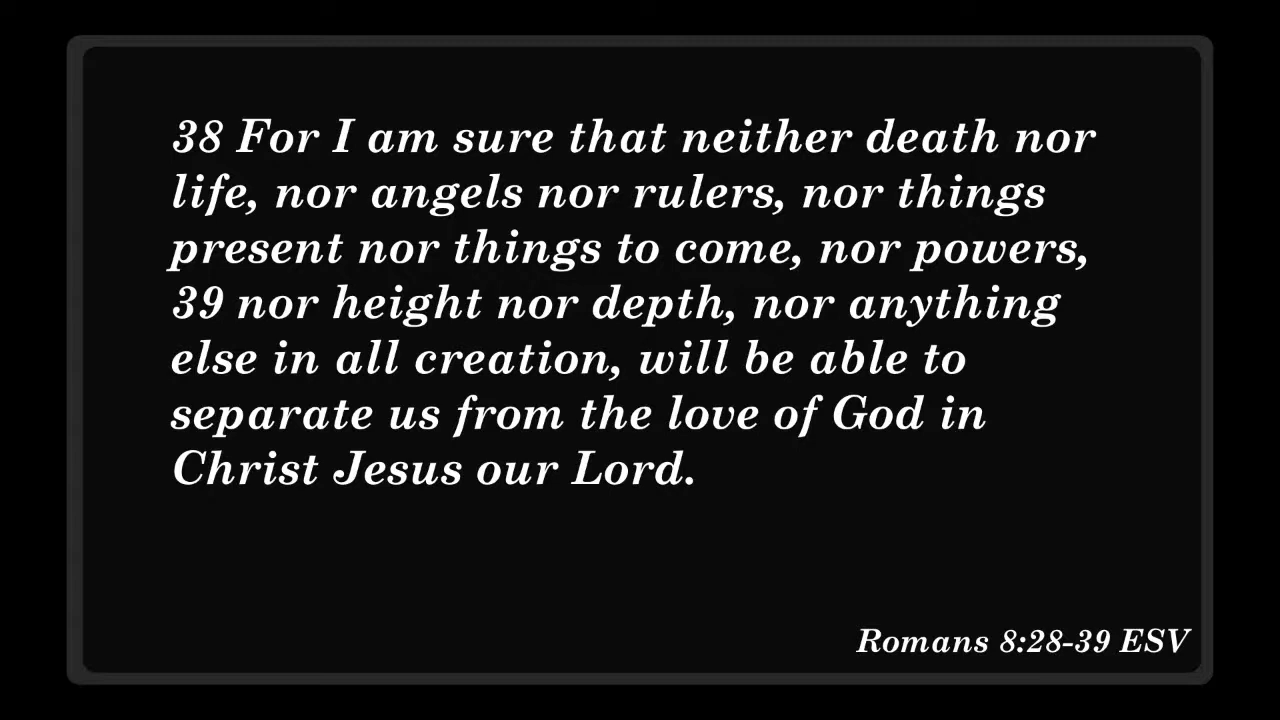 38 For I am sure that neither death nor
life, nor angels nor rulers, nor things
present nor things to come, nor powers,
39 nor height nor depth, nor anything
else in all creation, will be able to
separate us from the love of God in
Christ Jesus our Lord.
Romans 8:28-39 ESV